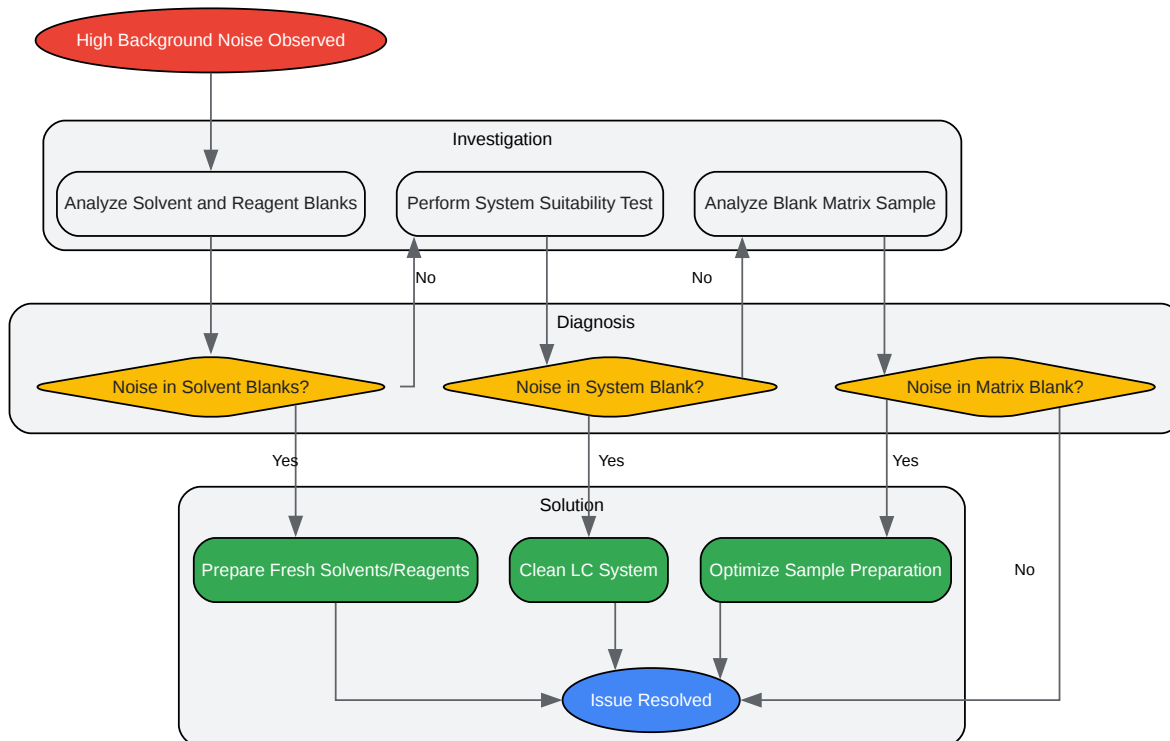 High Background Noise Observed
Investigation
Analyze Solvent and Reagent Blanks
Perform System Suitability Test
Analyze Blank Matrix Sample
No
No
Diagnosis
Noise in Solvent Blanks?
Noise in System Blank?
Noise in Matrix Blank?
Yes
Yes
Yes
Solution
Prepare Fresh Solvents/Reagents
Clean LC System
Optimize Sample Preparation
No
Issue Resolved